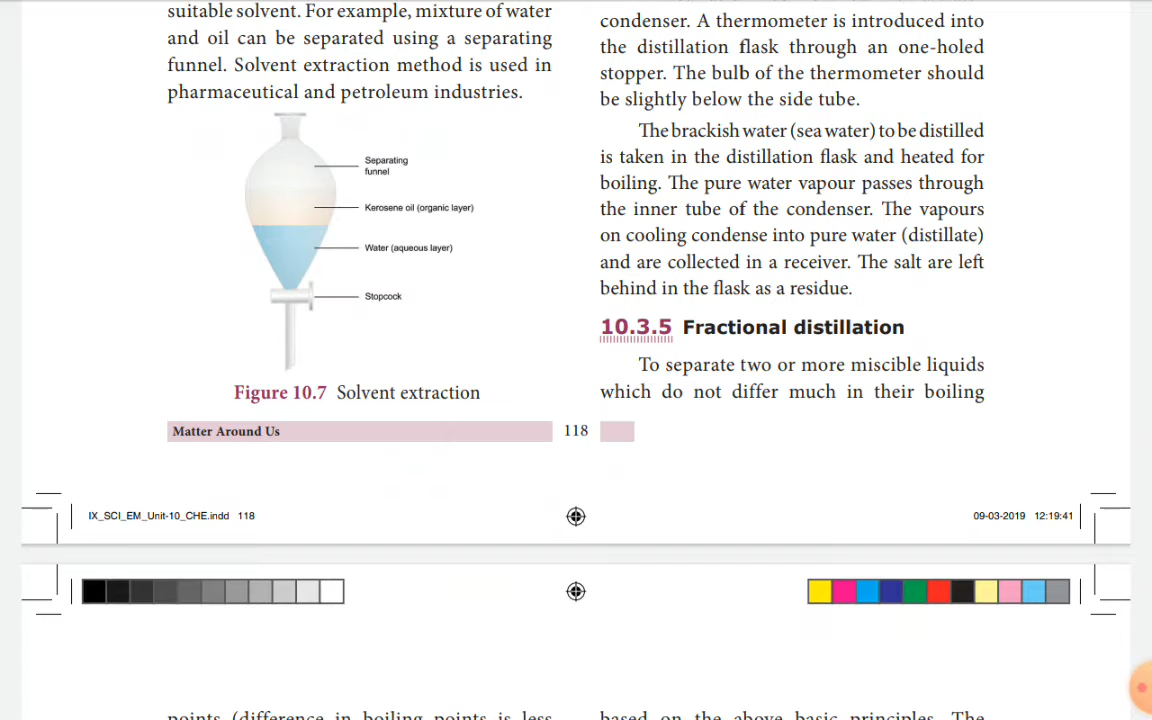 suitable solvent. For example, mixture of water
and oil can be separated using a separating
funnel. Solvent extraction method is used in
pharmaceutical and petroleum industries.
Separating
funnel
Kerosene oil (organic layer)
Water (aqueous layer)
Stopcock
Figure 10.7 Solvent extraction
condenser. A thermometer is introduced into
the distillation flask through an one-holed
stopper. The bulb of the thermometer should
be slightly below the side tube.
The brackish water (sea water) to be distilled
is taken in the distillation flask and heated for
boiling. The pure water vapour passes through
the inner tube of the condenser. The vapours
on cooling condense into pure water (distillate)
and are collected in a receiver. The salt are left
behind in the flask as a residue.
10.3.5 Fractional distillation
To separate two or more miscible liquids
which do not differ much in their boiling
Matter Around Us
118
IX_SCI_EM_Unit-10_CHE.indd 118
09-03-2019 12:19:41
points (difference in boiling points is less
based on the above basic principles. The